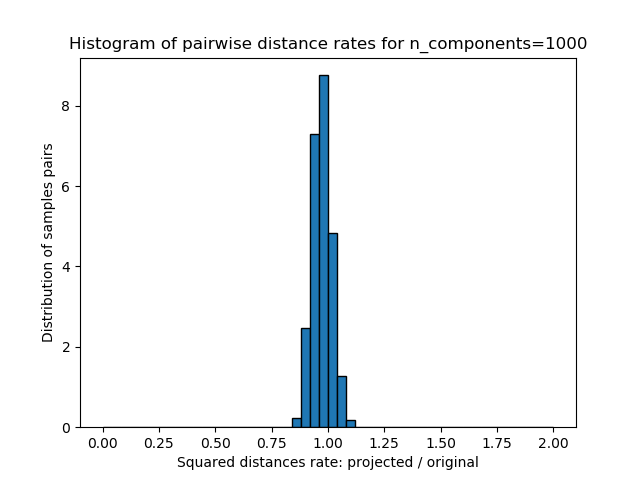 Histogram of pairwise distance rates for n_components=1000
Distribution of samples pairs
8
6
4
2
0
0.00 0.25 0.50 0.75 1.00 1.25 1.50 1.75 2.00
Squared distances rate: projected / original